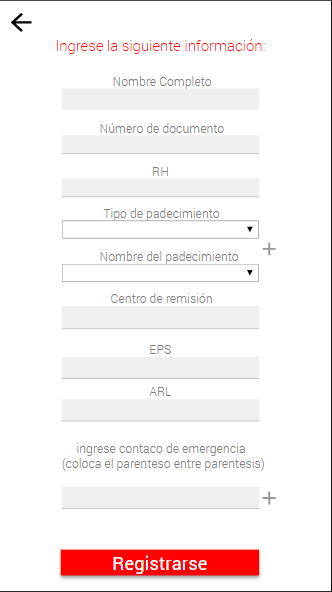 Ingrese la siguiente información:
Nombre Completo
Número de documento
RH
Tipo de padecimiento
Nombre del padecimiento
Centro de remisión
EPS
ARL
ingrese contaco de emergencia
(coloca el parenteso entre parentesis)
Registrarse